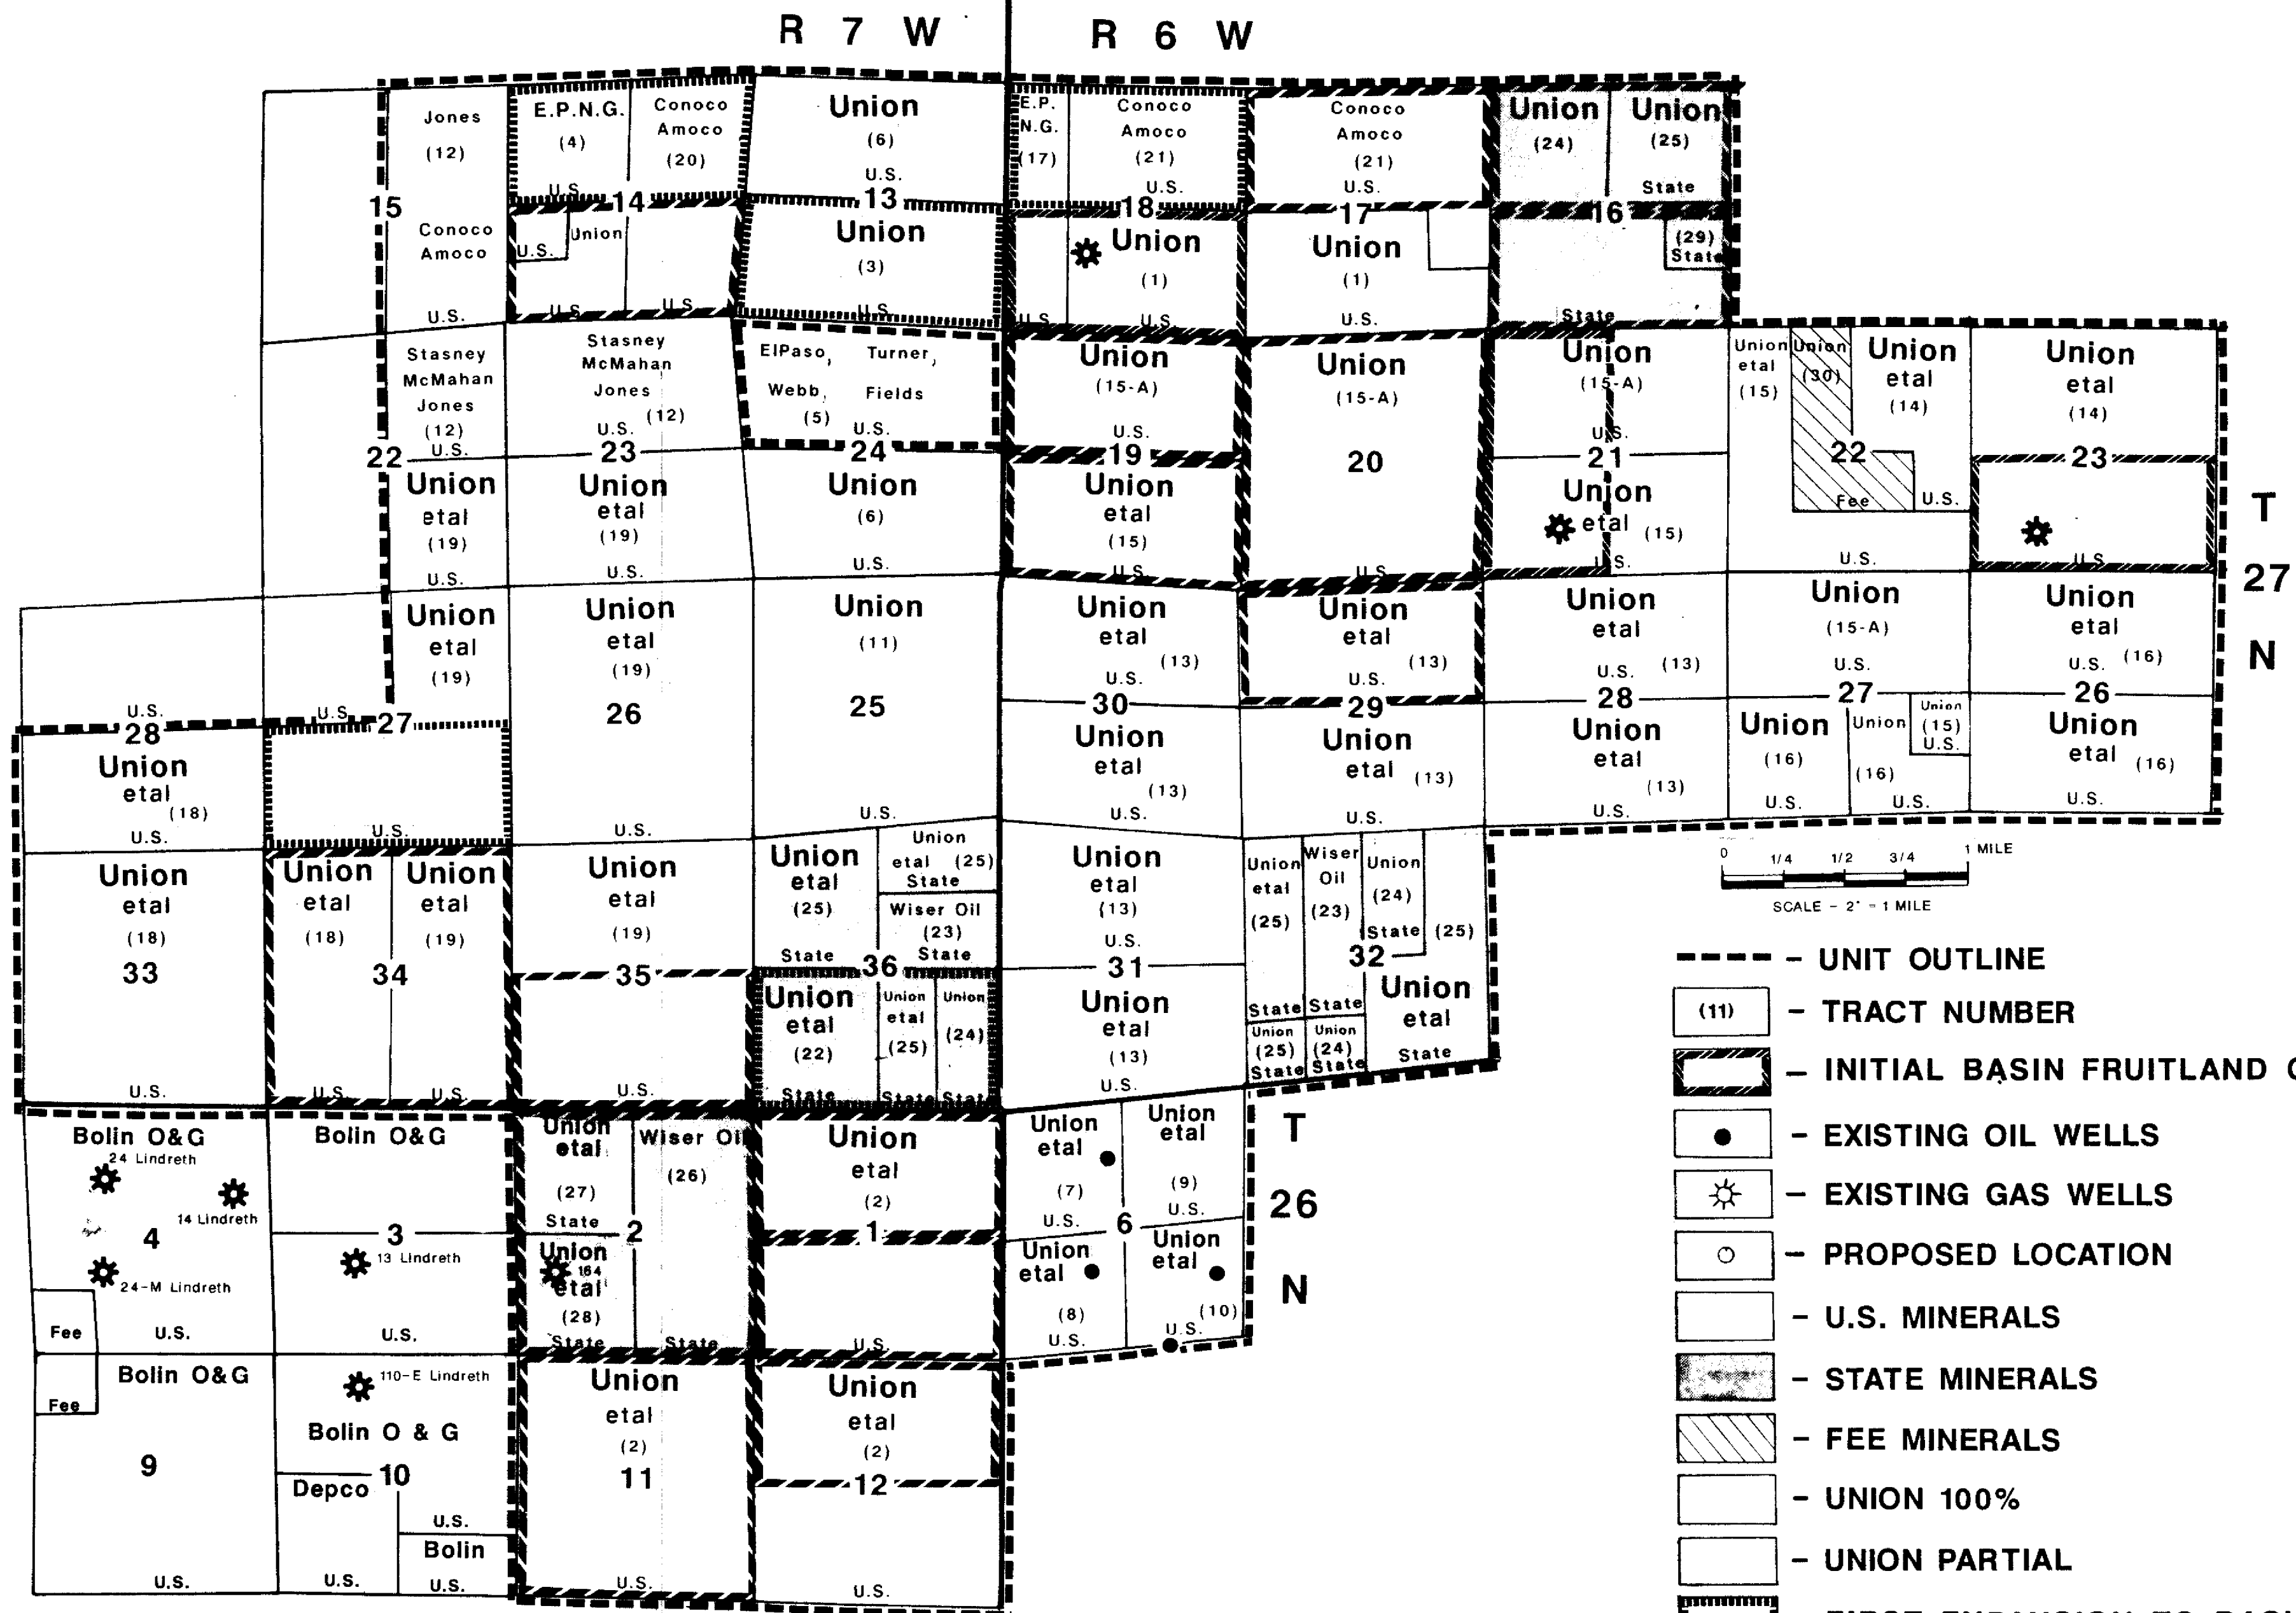 R 7 W
R 6 W
Jones
(12)
15
Conoco
Amoco
U.S.
E.P.N.G.
(4)
U.S.
Conoco
Amoco
(20)
14
U.S.
Union
U.S.
U.S.
Union
(6)
U.S.
13
Union
(3)
U.S.
E.P.
N.G.
(17)
Conoco
Amoco
(21)
U.S.
18
Union
(1)
U.S.
U.S.
Conoco
Amoco
(21)
U.S.
17
Union
(1)
U.S.
Union
(24)
Union
(25)
State
16
(29)
State
State
Stasney
McMahan
Jones
(12)
U.S.
22
Union
etal
(19)
U.S.
Stasney
McMahan
Jones
U.S. (12)
23
Union
etal
(19)
U.S.
ElPaso, Turner,
Webb, Fields
(5)
U.S.
24
Union
(6)
U.S.
Union
(15-A)
U.S.
19
Union
etal
(15)
U.S.
Union
(15-A)
20
U.S.
Union
(15-A)
U.S.
21
Union
etal (15)
U.S.
Union
etal
(15)
Union
(30)
Union
etal
(14)
22
Fee
U.S.
U.S.
Union
etal
(14)
23
U.S.
T
27
N
U.S.
28
Union
etal
(18)
U.S.
U.S.
Union
etal
(19)
27
U.S.
Union
etal
(19)
26
U.S.
Union
(11)
25
U.S.
Union
etal
(13)
U.S.
30
Union
etal
(13)
U.S.
Union
etal
(13)
U.S.
29
Union
etal (13)
U.S.
Union
etal
U.S. (13)
28
Union
etal
(13)
U.S.
Union
(15-A)
U.S.
27
Union
(16)
U.S.
Union
(16)
U.S.
Union
(15)
U.S.
Union
etal
U.S. (16)
26
Union
etal (16)
U.S.
Union
etal
(18)
33
U.S.
Union
etal
(18)
Union
etal
(19)
34
U.S.
U.S.
Union
etal
(19)
35
U.S.
Union
etal
(25)
State
Union
etal (25)
State
Wiser Oil
(23)
State
36
Union
etal
(22)
State
Union
etal
(25)
State
Union
(24)
State
Union
etal
(13)
U.S.
31
Union
etal
(13)
U.S.
Union
etal
(25)
State
Wiser
Oil
(23)
State
Union
(24)
State
(25)
32
Union
etal
State
Union
(25)
State
Union
(24)
State
0 1/4 1/2 3/4 1 MILE
SCALE - 2" = 1 MILE
Bolin O&G
24 Lindreth
14 Lindreth
4
24-M Lindreth
Fee
U.S.
Bolin O&G
3
13 Lindreth
U.S.
Union
etal
(27)
State
Wiser Oil
(26)
2
Union
164
etal
(28)
State
State
Union
etal
(2)
1
U.S.
Union
etal
(7)
U.S.
Union
etal
(9)
U.S.
6
Union
etal
(8)
U.S.
Union
etal
(10)
U.S.
T
26
N
Bolin O&G
Fee
9
U.S.
110-E Lindreth
Bolin O & G
10
Depco
U.S.
U.S.
Bolin
U.S.
Union
etal
(2)
11
U.S.
Union
etal
(2)
12
U.S.
- UNIT OUTLINE
(11) - TRACT NUMBER
- INITIAL BASIN FRUITLAND
- EXISTING OIL WELLS
- EXISTING GAS WELLS
- PROPOSED LOCATION
- U.S. MINERALS
- STATE MINERALS
- FEE MINERALS
- UNION 100%
- UNION PARTIAL